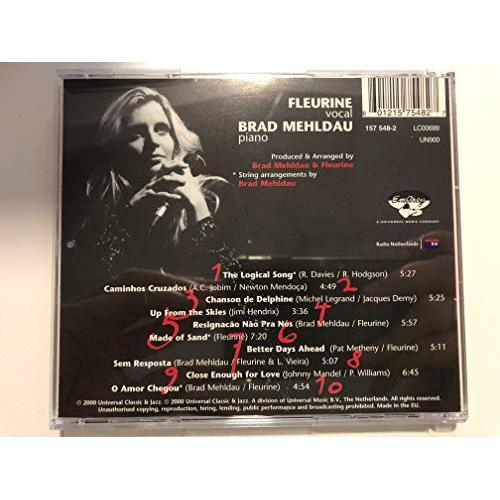 FLEURINE
vocal
BRAD MEHLDAU
piano
Produced & Arranged by
Brad Mehldau & Fleurine
* String arrangements by
Brad Mehldau
01215 75482
157 548-2 LC00699
UN900
EmArcy
A UNIVERSAL MUSIC COMPANY
Radio Netherlands
1 The Logical Song* (R. Davies / R. Hodgson) 5:27
Caminhos Cruzados (A.C. Jobim / Newton Mendoça) 4:49 2
3 Chanson de Delphine (Michel Legrand / Jacques Demy) 5:25
Up From the Skies (Jimi Hendrix) 3:36 4
5 Resignacão Não Pra Nós (Brad Mehldau / Fleurine) 5:57
Made of Sand* (Fleurine) 7:20 6
1 Better Days Ahead (Pat Metheny / Fleurine) 5:11
Sem Resposta (Brad Mehldau / Fleurine & L. Vieira) 5:01 8
9 Close Enough for Love (Johnny Mandel / P. Williams) 6:45
O Amor Chegou* (Brad Mehldau / Fleurine) 4:54 10
℗ 2000 Universal Classic & Jazz. © 2000 Universal Classic & Jazz. A division of Universal Music B.V., The Netherlands. All rights reserved.
Unauthorised copying, reproduction, hiring, lending, public performance and broadcasting prohibited. Made in the EU.